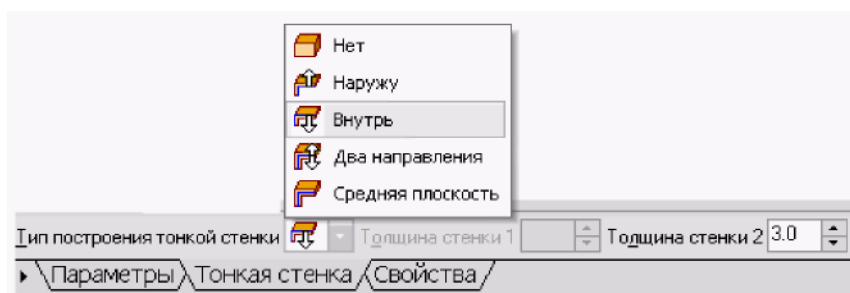 Нет
Наружу
Внутрь
Два направления
Средняя плоскость
Тип построения тонкой стенки Толщина стенки 1 Толщина стенки 2 3.0
Параметры Тонкая стенка Свойства